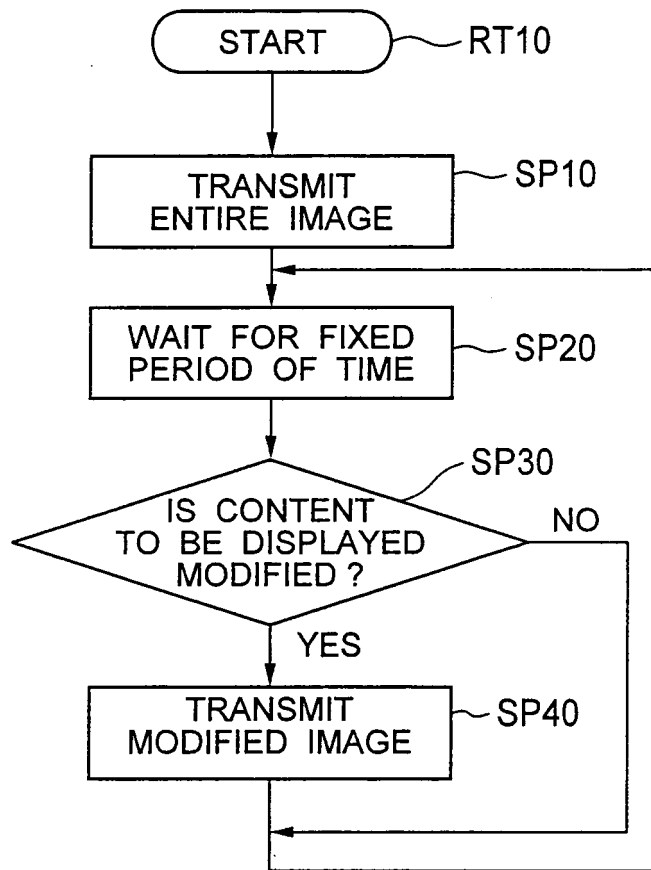 START
RT10
TRANSMIT
ENTIRE IMAGE
SP10
WAIT FOR FIXED
PERIOD OF TIME
SP20
SP30
IS CONTENT
TO BE DISPLAYED
MODIFIED ?
NO
YES
TRANSMIT
MODIFIED IMAGE
SP40